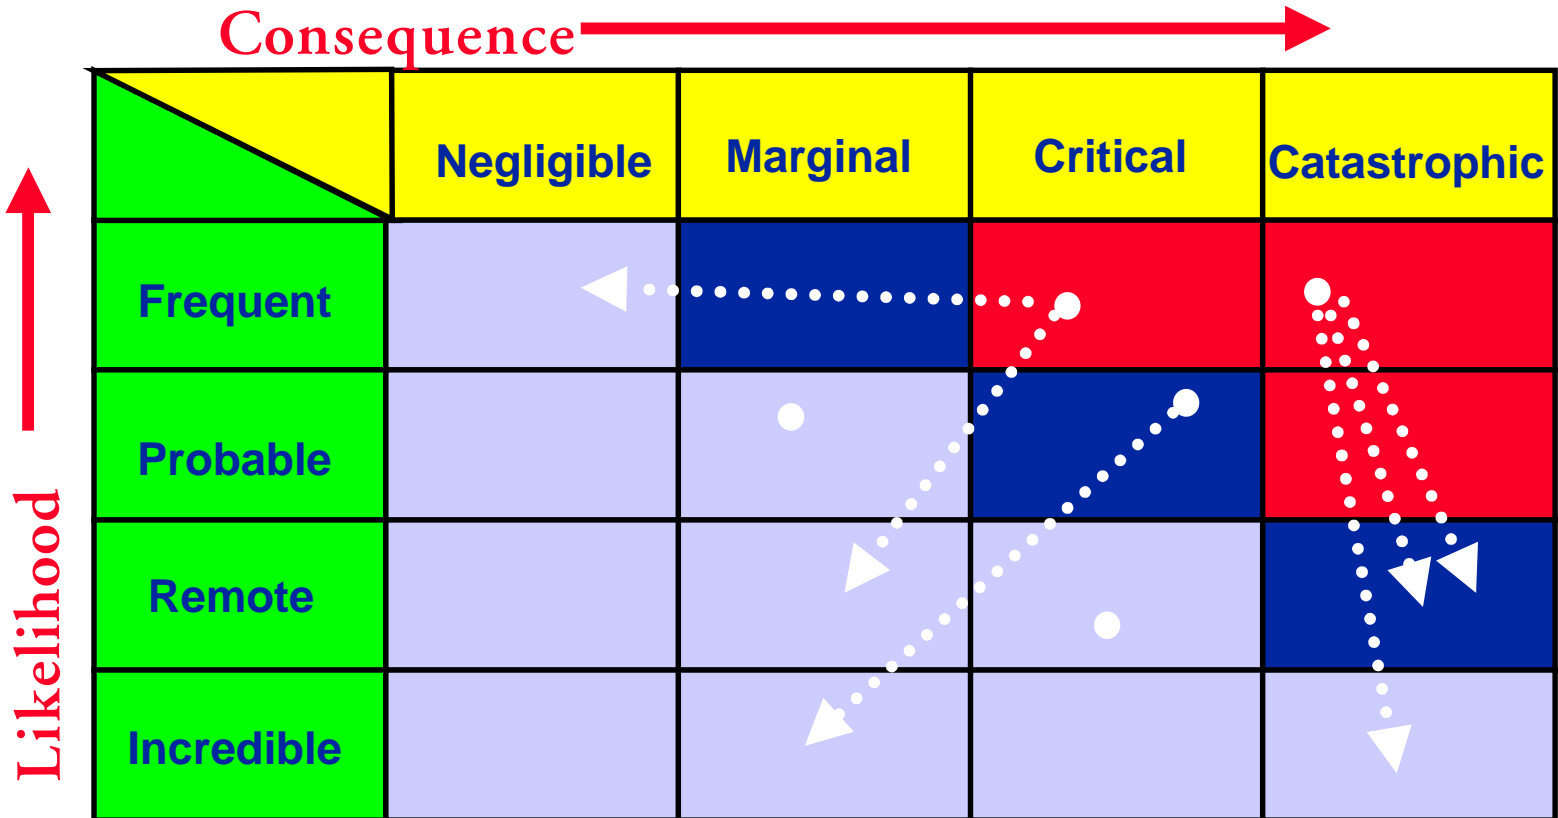 Consequence
Negligible Marginal Critical Catastrophic
Frequent
Probable
Remote
Incredible
Likelihood